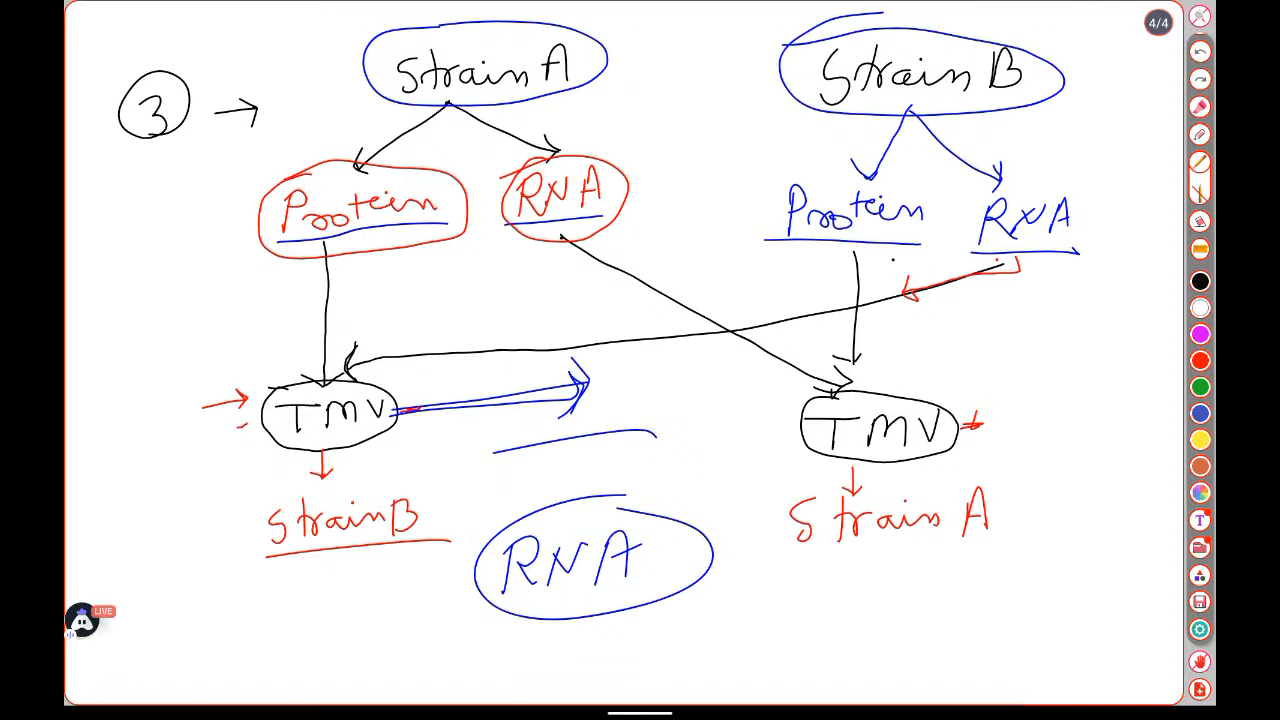 4/4
3 → Strain A Strain B
Protein RNA Protein RNA
TMV TMV
Strain B Strain A
RNA
LIVE
T